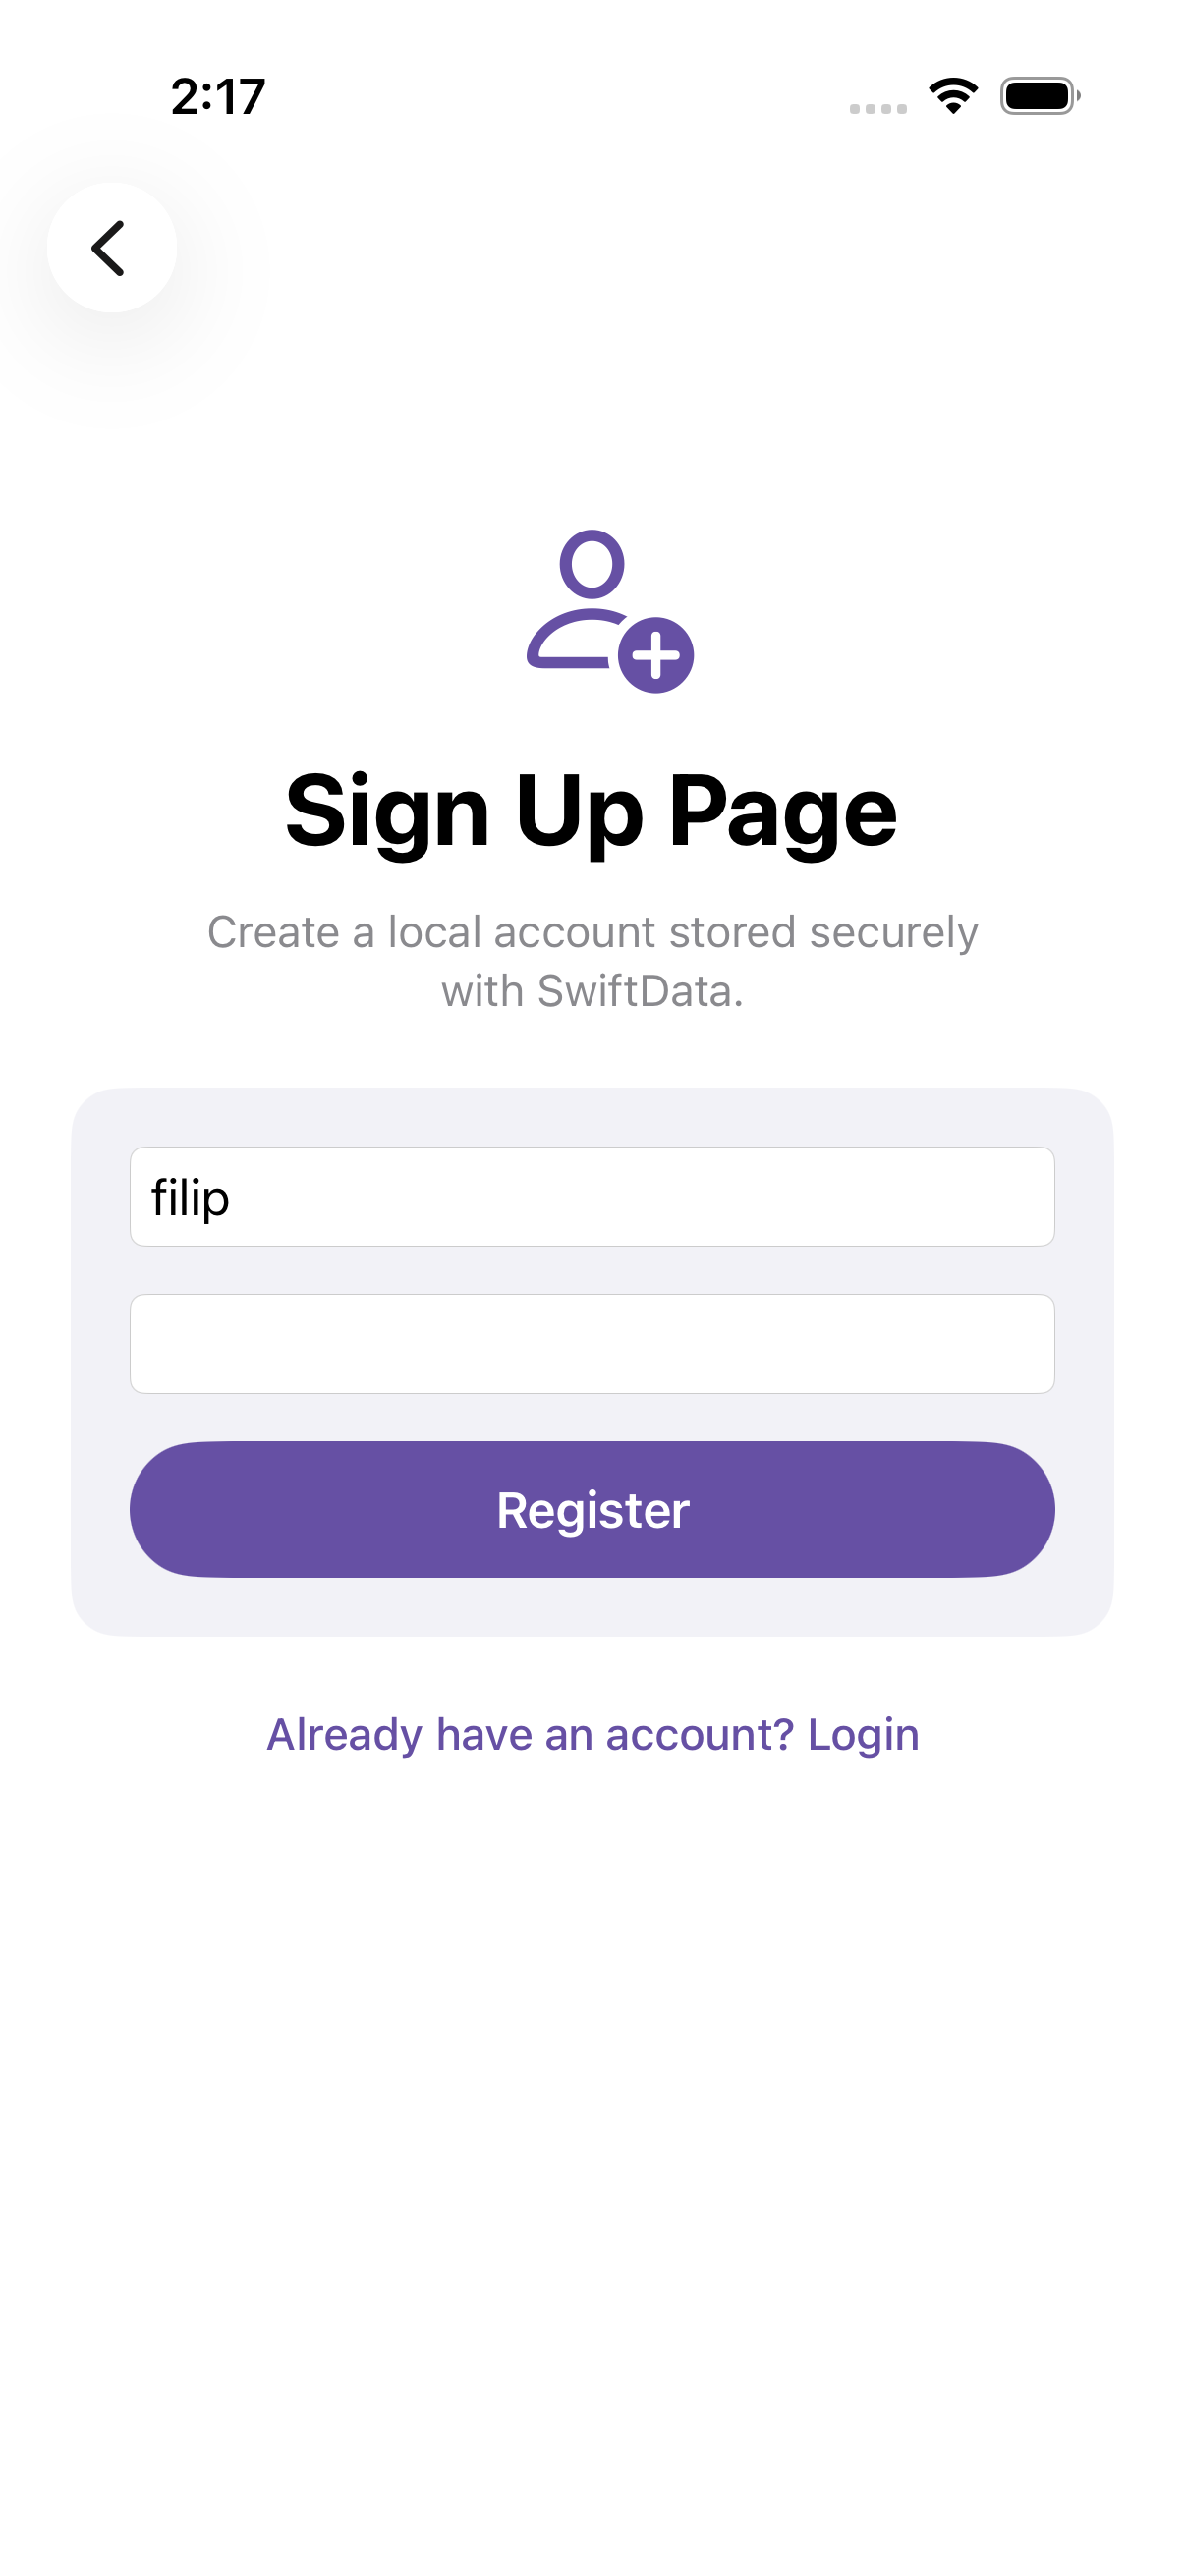 2:17
Sign Up Page
Create a local account stored securely
with SwiftData.
filip
Register
Already have an account? Login